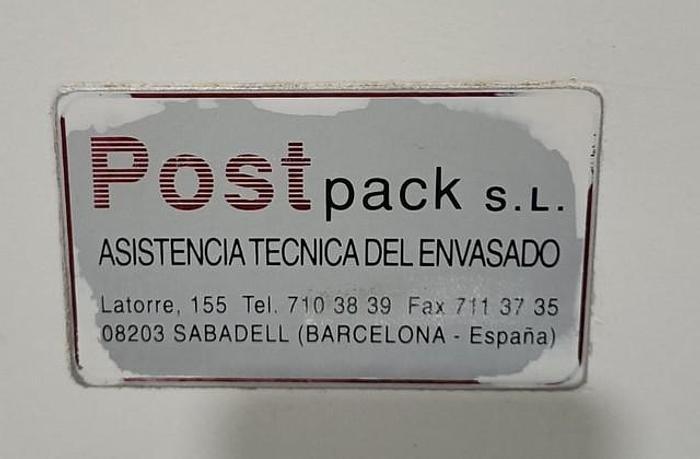 Postpack S.L.
ASISTENCIA TECNICA DEL ENVASADO
Latorre, 155 Tel. 710 38 39 Fax 711 37 35
08203 SABADELL (BARCELONA - España)